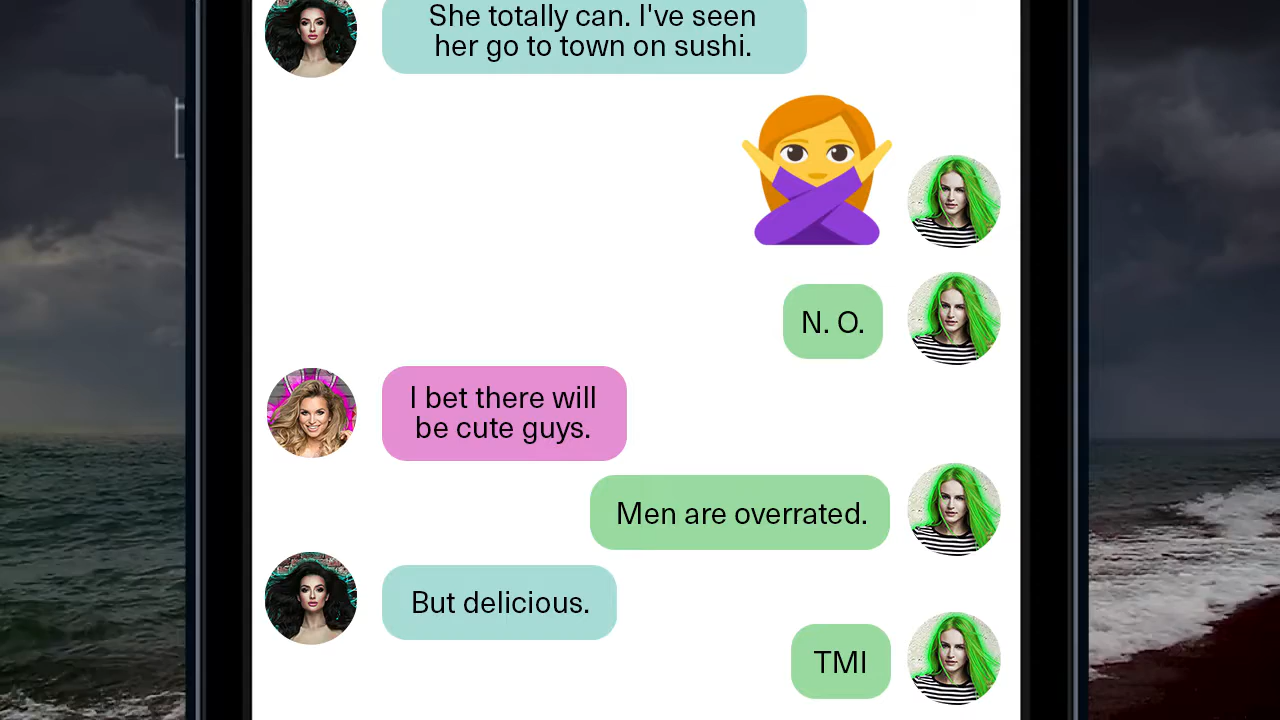 She totally can. I've seen
her go to town on sushi.
N. O.
I bet there will
be cute guys.
Men are overrated.
But delicious.
TMI